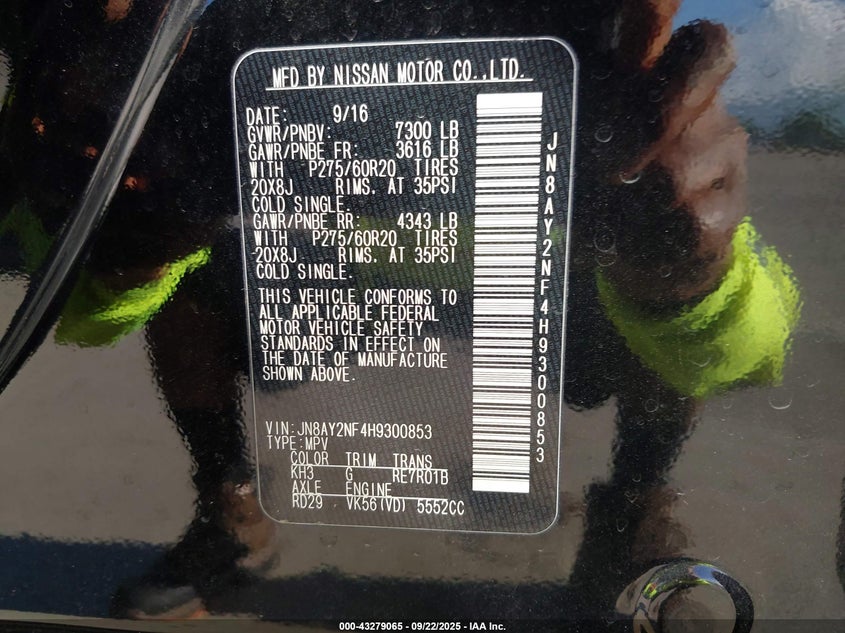 MFD BY NISSAN MOTOR CO.,LTD.
DATE: 9/16
GVWR/PNBV: 7300 LB
GAWR/PNBE FR: 3616 LB
WITH P275/60R20 TIRES
20X8J RIMS. AT 35PSI
COLD SINGLE.
GAWR/PNBE RR: 4343 LB
WITH P275/60R20 TIRES
20X8J RIMS. AT 35PSI
COLD SINGLE.
THIS VEHICLE CONFORMS TO
ALL APPLICABLE FEDERAL
MOTOR VEHICLE SAFETY
STANDARDS IN EFFECT ON
THE DATE OF MANUFACTURE
SHOWN ABOVE.
VIN:JN8AY2NF4H9300853
TYPE:MPV
COLOR TRIM TRANS
KH3 G RE7R01B
AXLE ENGINE
RD29 VK56(VD) 5552CC
JN8AY2NF4H9300853
000-43279065 - 09/22/2025 - IAA Inc.